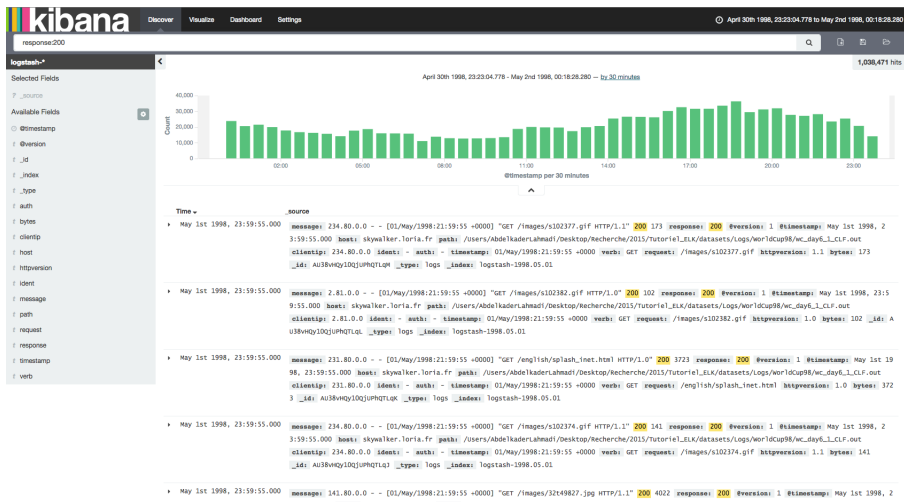 kibana
Discover Visualize Dashboard Settings
April 30th 1998, 23:23:04.778 to May 2nd 1998, 00:18:28.280
response:200
logstash-*
1,038,471 hits
Selected Fields
? _source
Available Fields
@timestamp
t @version
t _id
t _index
t _type
t auth
t bytes
t clientip
t host
t httpversion
t ident
t message
t path
t request
t response
t timestamp
t verb
April 30th 1998, 23:23:04.778 - May 2nd 1998, 00:18:28.280 — by 30 minutes
Count
40,000
30,000
20,000
10,000
0
02:00 05:00 08:00 11:00 14:00 17:00 20:00 23:00
@timestamp per 30 minutes
Time _source
May 1st 1998, 23:59:55.000 message: 234.80.0.0 - - [01/May/1998:21:59:55 +0000] "GET /images/s102377.gif HTTP/1.1" 200 173 response: 200 @version: 1 @timestamp: May 1st 1998, 2
3:59:55.000 host: skywalker.loria.fr path: /Users/AbdelkaderLahmadi/Desktop/Recherche/2015/Tutoriel_ELK/datasets/Logs/WorldCup98/wc_day6_1_CLF.out
clientip: 234.80.0.0 ident: - auth: - timestamp: 01/May/1998:21:59:55 +0000 verb: GET request: /images/s102377.gif httpversion: 1.1 bytes: 173
_id: AU38vHQy1OQjUPhQTLqM _type: logs _index: logstash-1998.05.01
May 1st 1998, 23:59:55.000 message: 2.81.0.0 - - [01/May/1998:21:59:55 +0000] "GET /images/s102382.gif HTTP/1.0" 200 102 response: 200 @version: 1 @timestamp: May 1st 1998, 23:5
9:55.000 host: skywalker.loria.fr path: /Users/AbdelkaderLahmadi/Desktop/Recherche/2015/Tutoriel_ELK/datasets/Logs/WorldCup98/wc_day6_1_CLF.out
clientip: 2.81.0.0 ident: - auth: - timestamp: 01/May/1998:21:59:55 +0000 verb: GET request: /images/s102382.gif httpversion: 1.0 bytes: 102 _id: A
U38vHQy1OQjUPhQTLqL _type: logs _index: logstash-1998.05.01
May 1st 1998, 23:59:55.000 message: 231.80.0.0 - - [01/May/1998:21:59:55 +0000] "GET /english/splash_inet.html HTTP/1.0" 200 3723 response: 200 @version: 1 @timestamp: May 1st 19
98, 23:59:55.000 host: skywalker.loria.fr path: /Users/AbdelkaderLahmadi/Desktop/Recherche/2015/Tutoriel_ELK/datasets/Logs/WorldCup98/wc_day6_1_CLF.out
clientip: 231.80.0.0 ident: - auth: - timestamp: 01/May/1998:21:59:55 +0000 verb: GET request: /english/splash_inet.html httpversion: 1.0 bytes: 372
3 _id: AU38vHQy1OQjUPhQTLqK _type: logs _index: logstash-1998.05.01
May 1st 1998, 23:59:55.000 message: 234.80.0.0 - - [01/May/1998:21:59:55 +0000] "GET /images/s102374.gif HTTP/1.1" 200 141 response: 200 @version: 1 @timestamp: May 1st 1998, 2
3:59:55.000 host: skywalker.loria.fr path: /Users/AbdelkaderLahmadi/Desktop/Recherche/2015/Tutoriel_ELK/datasets/Logs/WorldCup98/wc_day6_1_CLF.out
clientip: 234.80.0.0 ident: - auth: - timestamp: 01/May/1998:21:59:55 +0000 verb: GET request: /images/s102374.gif httpversion: 1.1 bytes: 141
_id: AU38vHQy1OQjUPhQTLqJ _type: logs _index: logstash-1998.05.01
May 1st 1998, 23:59:55.000 message: 141.80.0.0 - - [01/May/1998:21:59:55 +0000] "GET /images/32t49827.jpg HTTP/1.1" 200 4022 response: 200 @version: 1 @timestamp: May 1st 1998, 2